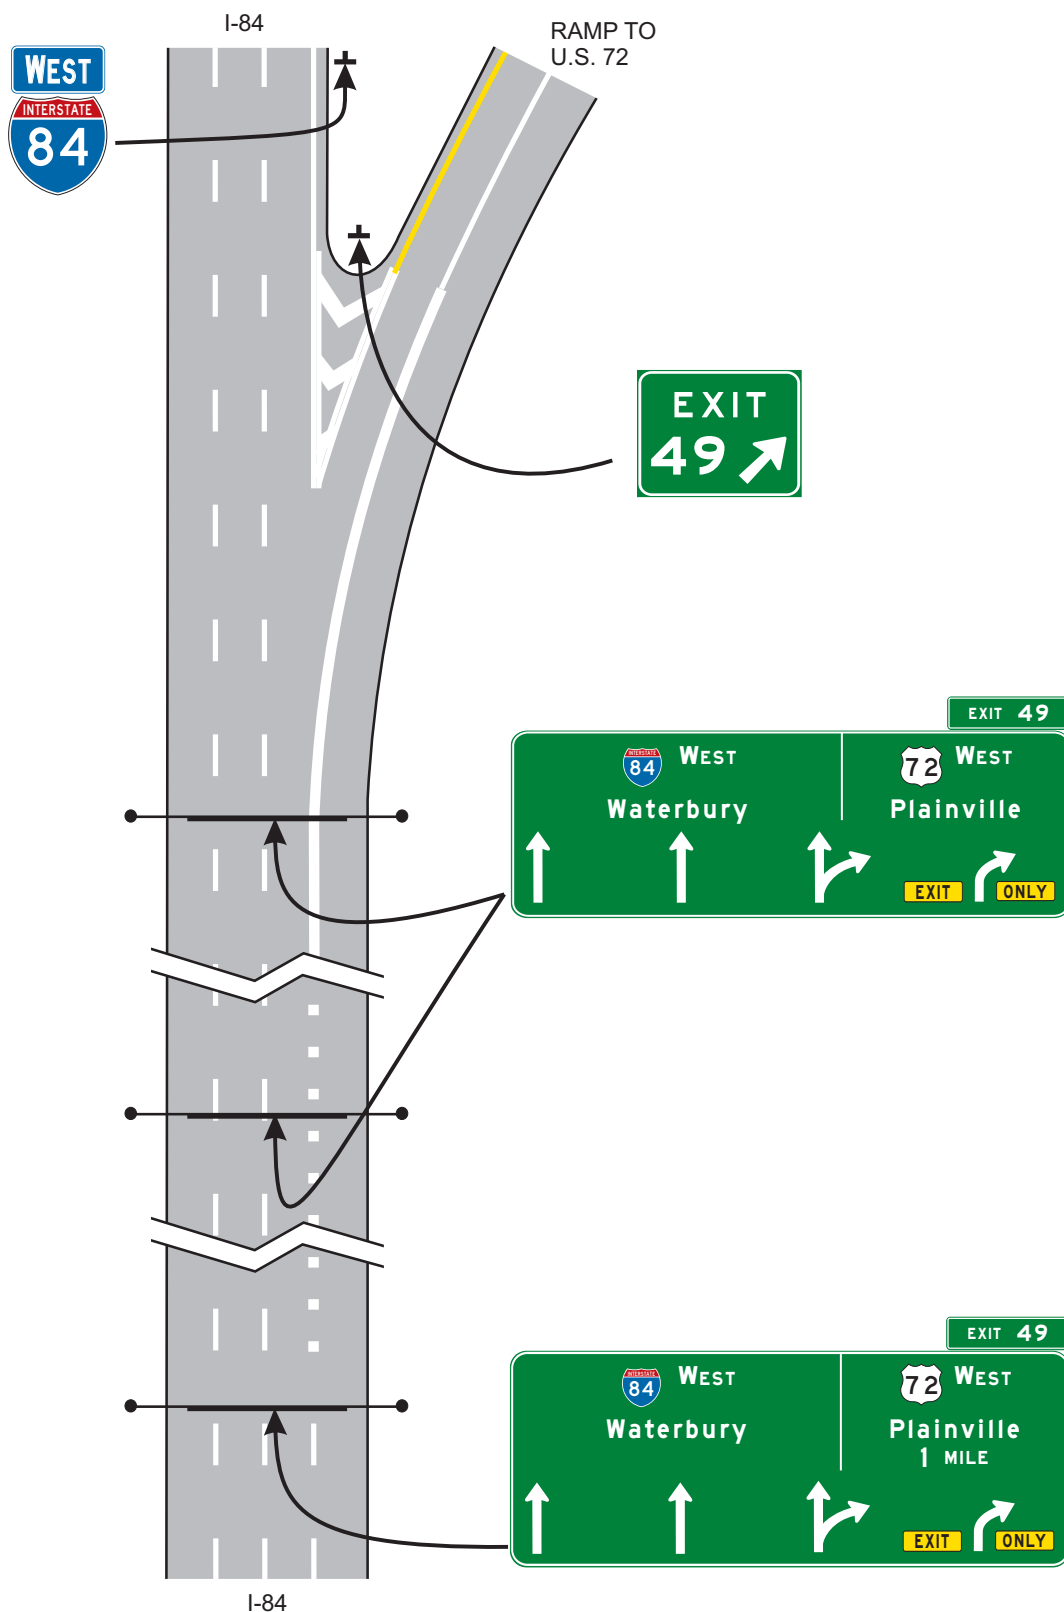 I-84
RAMP TO
U.S. 72
WEST
INTERSTATE
84
EXIT
49
EXIT 49
INTERSTATE
84 WEST
Waterbury
72 WEST
Plainville
EXIT ONLY
EXIT 49
INTERSTATE
84 WEST
Waterbury
72 WEST
Plainville
1 MILE
EXIT ONLY
I-84